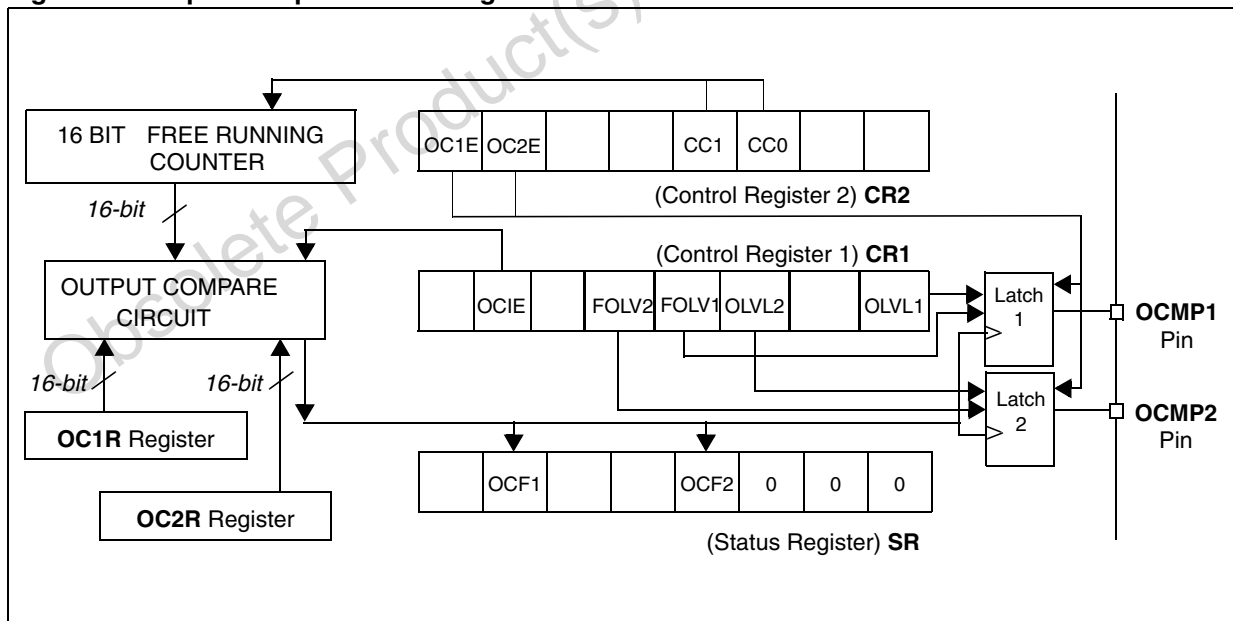 Obsolete Product(s)
16 BIT FREE RUNNING
COUNTER
16-bit
OC1E OC2E CC1 CC0
(Control Register 2) CR2
(Control Register 1) CR1
OUTPUT COMPARE
CIRCUIT
OCIE FOLV2 FOLV1 OLVL2 OLVL1
Latch
1
OCMP1
Pin
16-bit 16-bit
Latch
2
OCMP2
Pin
OC1R Register
OCF1 OCF2 0 0 0
OC2R Register
(Status Register) SR